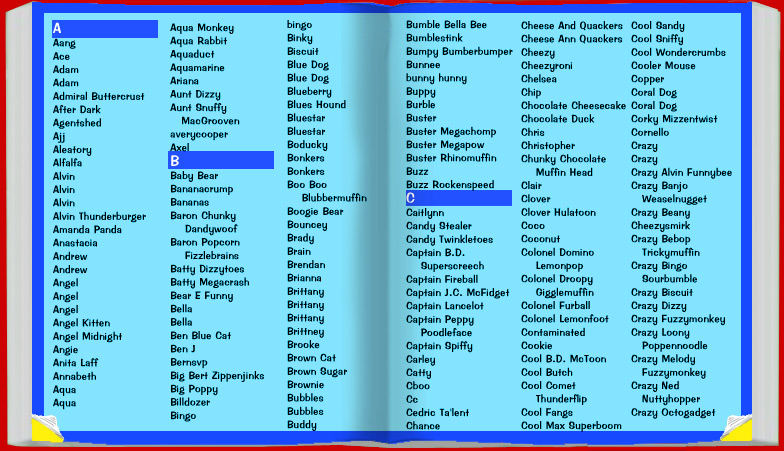 A
Aang
Ace
Adam
Adam
Admiral Buttercrust
After Dark
Agentshed
Ajj
Aleatory
Alfalfa
Alvin
Alvin
Alvin
Alvin Thunderburger
Amanda Panda
Anastacia
Andrew
Andrew
Angel
Angel
Angel
Angel Kitten
Angel Midnight
Angie
Anita Laff
Annabeth
Aqua
Aqua
Aqua Monkey
Aqua Rabbit
Aquaduct
Aquamarine
Ariana
Aunt Dizzy
Aunt Snuffy
MacGrooven
averycooper
Axel
B
Baby Bear
Bananacrump
Bananas
Baron Chunky
Dandywoof
Baron Popcorn
Fizzlebrains
Batty Dizzytoes
Batty Megacrash
Bear E Funny
Bella
Bella
Ben Blue Cat
Ben J
Bernsvp
Big Bert Zippenjinks
Big Poppy
Billdozer
Bingo
bingo
Binky
Biscuit
Blue Dog
Blue Dog
Blueberry
Blues Hound
Bluestar
Bluestar
Boducky
Bonkers
Bonkers
Boo Boo
Blubbermuffin
Boogie Bear
Bouncey
Brady
Brain
Brendan
Brianna
Brittany
Brittany
Brittany
Brittney
Brooke
Brown Cat
Brown Sugar
Brownie
Bubbles
Bubbles
Buddy
Bumble Bella Bee
Bumblestink
Bumpy Bumberbumper
Bunnee
bunny hunny
Buppy
Burble
Buster
Buster Megachomp
Buster Megapow
Buster Rhinomuffin
Buzz
Buzz Rockenspeed
C
Caitlynn
Candy Stealer
Candy Twinkletoes
Captain B.D.
Superscreech
Captain Fireball
Captain J.C. McFidget
Captain Lancelot
Captain Peppy
Poodleface
Captain Spiffy
Carley
Catty
Cboo
Cc
Cedric Ta'lent
Chance
Cheese And Quackers
Cheese Ann Quackers
Cheezy
Cheezyroni
Chelsea
Chip
Chocolate Cheesecake
Chocolate Duck
Chris
Christopher
Chunky Chocolate
Muffin Head
Clair
Clover
Clover Hulatoon
Coco
Coconut
Colonel Domino
Lemonpop
Colonel Droopy
Gigglemuffin
Colonel Furball
Colonel Lemonfoot
Contaminated
Cookie
Cool B.D. McToon
Cool Butch
Cool Comet
Thunderflip
Cool Fangs
Cool Max Superboom
Cool Sandy
Cool Sniffy
Cool Wondercrumbs
Cooler Mouse
Copper
Coral Dog
Coral Dog
Corky Mizzentwist
Cornello
Crazy
Crazy
Crazy Alvin Funnybee
Crazy Banjo
Weaselnugget
Crazy Beany
Cheezysmirk
Crazy Bebop
Trickymuffin
Crazy Bingo
Sourbumble
Crazy Biscuit
Crazy Dizzy
Crazy Fuzzymonkey
Crazy Loony
Poppennoodle
Crazy Melody
Fuzzymonkey
Crazy Ned
Nuttyhopper
Crazy Octogadget